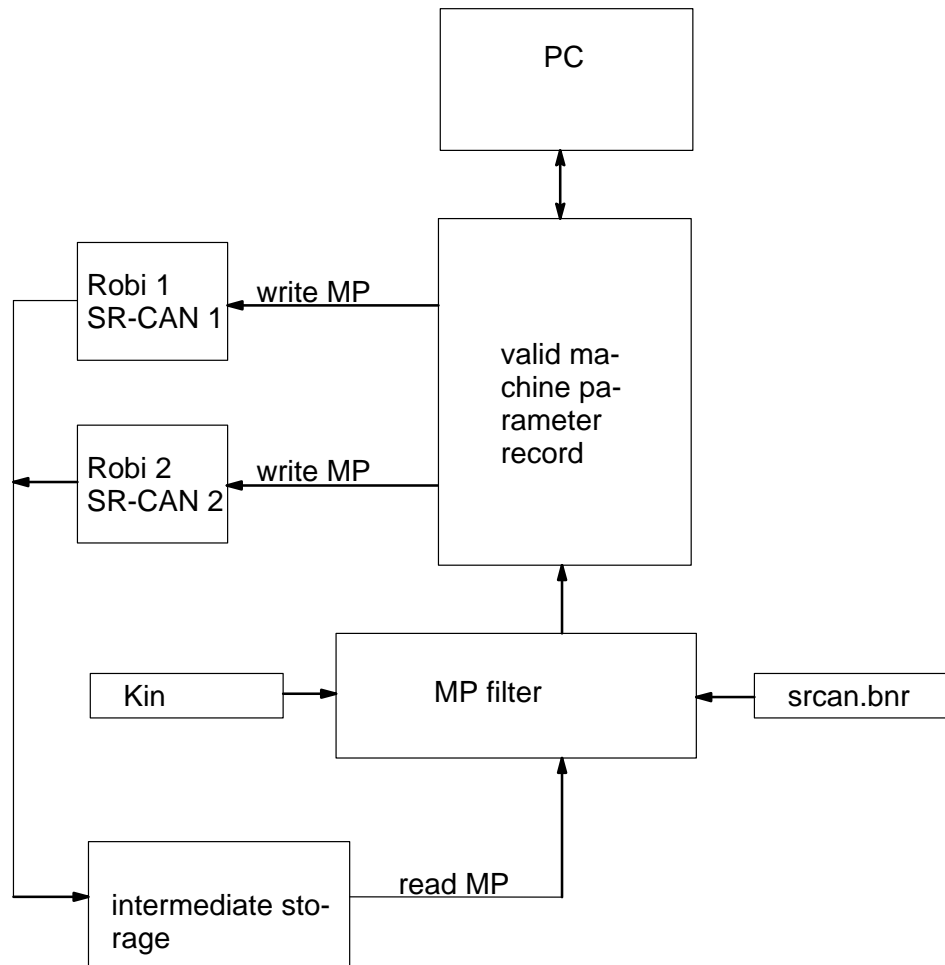 PC
Robi 1
SR-CAN 1
write MP
valid ma-
chine pa-
rameter
record
Robi 2
SR-CAN 2
write MP
Kin
MP filter
srcan.bnr
intermediate sto-
rage
read MP